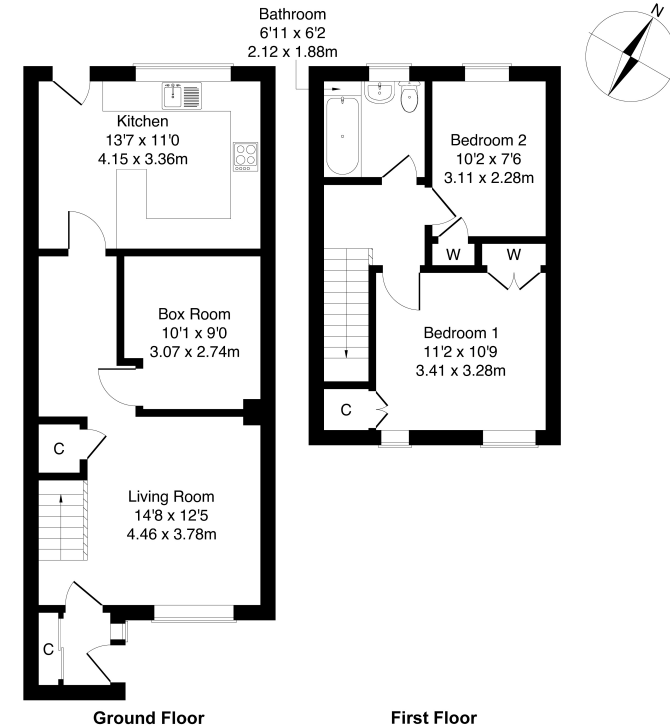 Bathroom
6'11 x 6'2
2.12 x 1.88m
N
Kitchen
13'7 x 11'0
4.15 x 3.36m
Bedroom 2
10'2 x 7'6
3.11 x 2.28m
W
W
Box Room
10'1 x 9'0
3.07 x 2.74m
Bedroom 1
11'2 x 10'9
3.41 x 3.28m
C
C
Living Room
14'8 x 12'5
4.46 x 3.78m
C
Ground Floor
First Floor